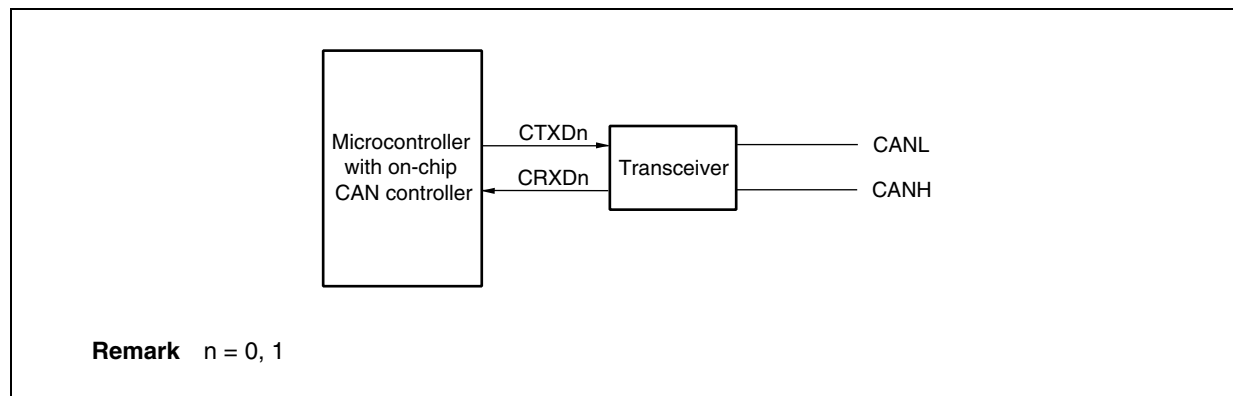 Microcontroller
with on-chip
CAN controller
CTXDn
CRXDn
Transceiver
CANL
CANH
Remark n = 0, 1